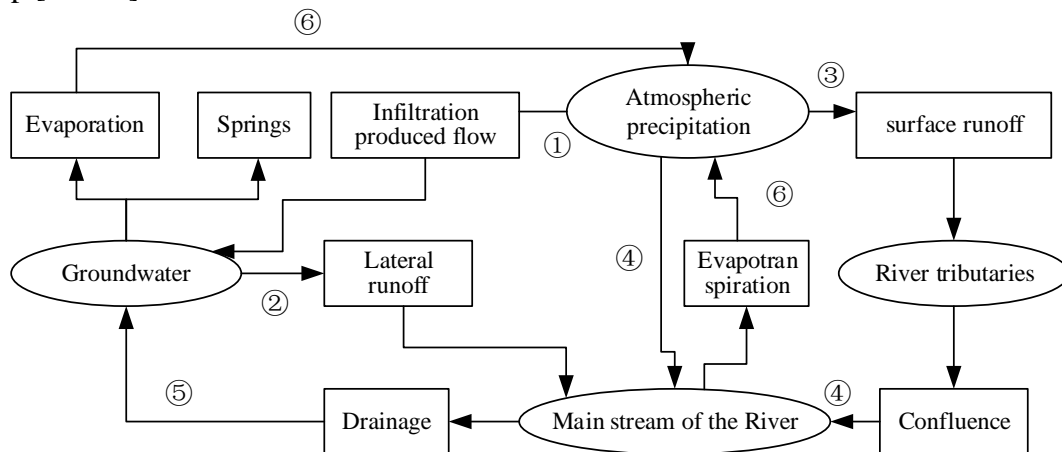 ⑥
③
Evaporation
Springs
Infiltration
produced flow
①
Atmospheric
precipitation
surface runoff
⑥
④
Groundwater
②
Lateral
runoff
Evapotran
spiration
River tributaries
⑤
Drainage
Main stream of the River
④
Confluence